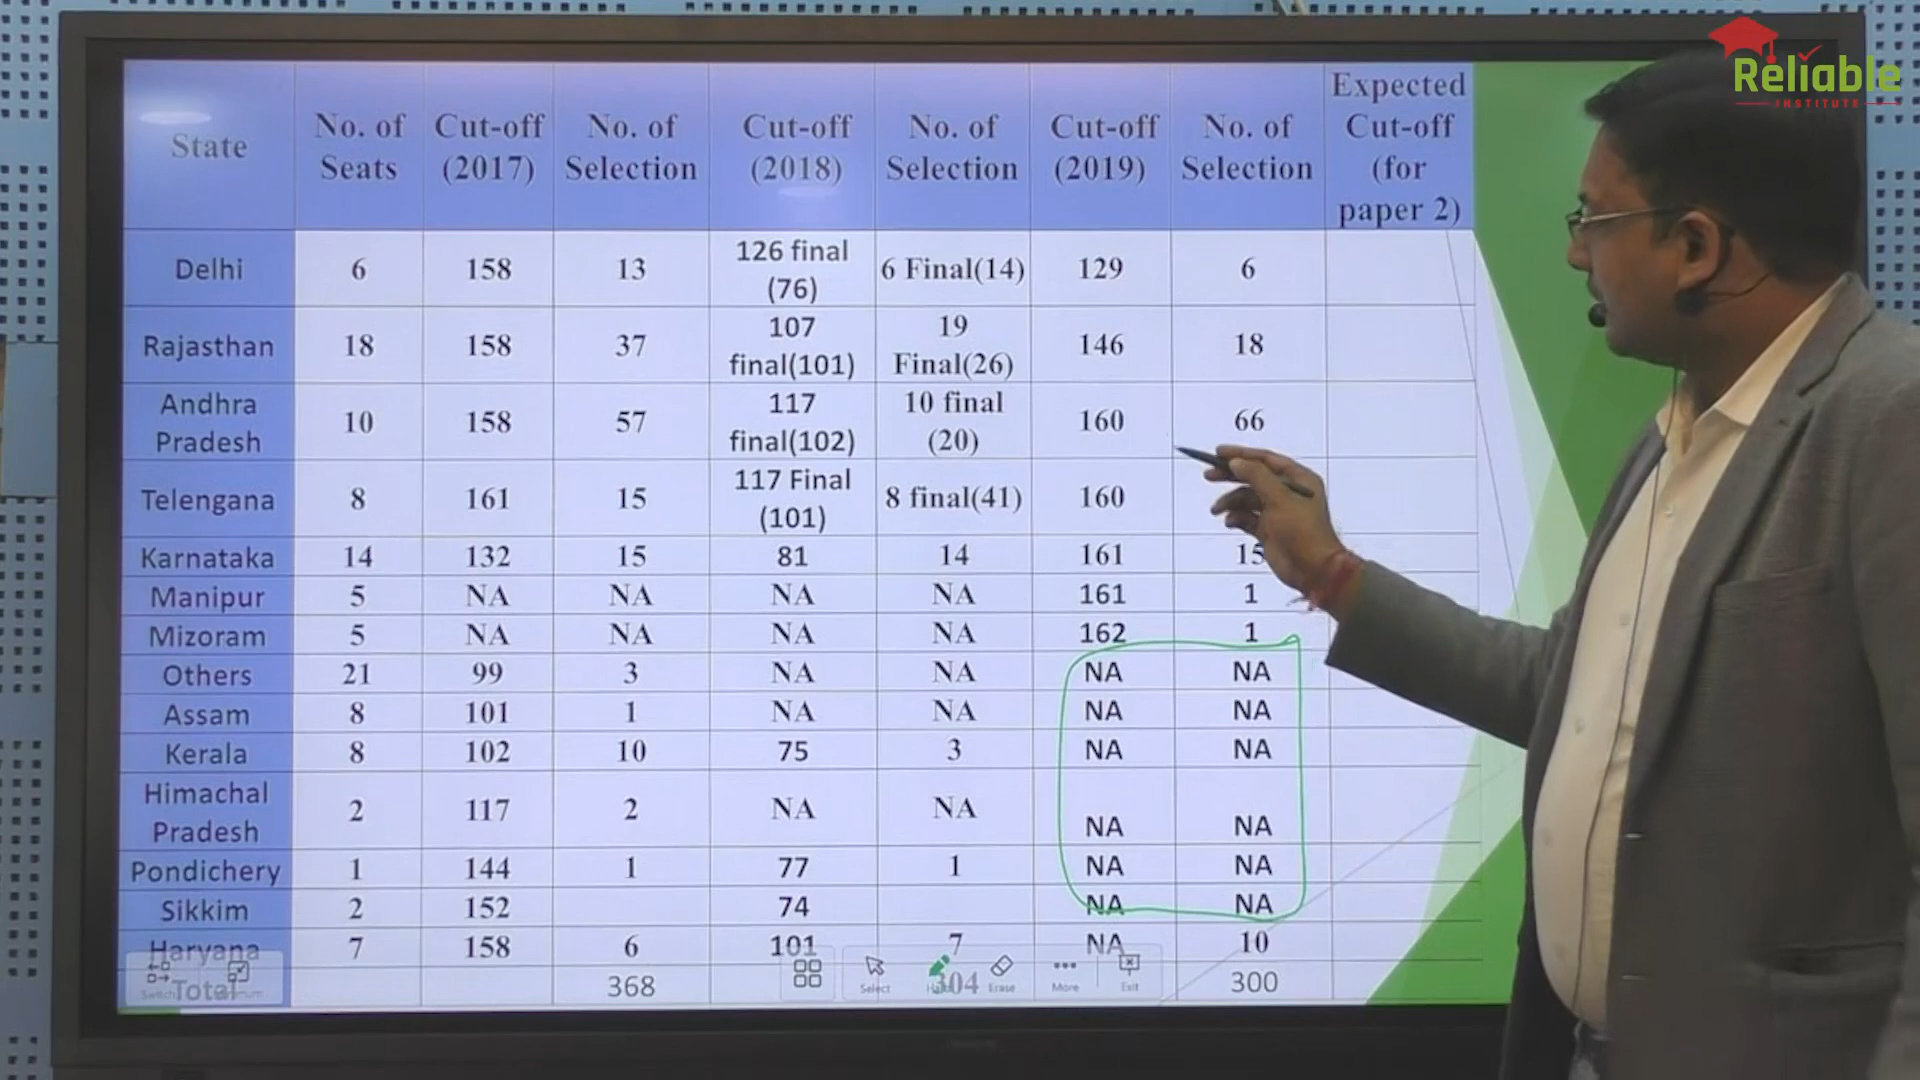 Reliable
INSTITUTE
State
No. of Seats
Cut-off (2017)
No. of Selection
Cut-off (2018)
No. of Selection
Cut-off (2019)
No. of Selection
Expected Cut-off (for paper 2)
Delhi 6 158 13 126 final (76) 6 Final(14) 129 6
Rajasthan 18 158 37 107 final(101) 19 Final(26) 146 18
Andhra Pradesh 10 158 57 117 final(102) 10 final (20) 160 66
Telengana 8 161 15 117 Final (101) 8 final(41) 160
Karnataka 14 132 15 81 14 161 15
Manipur 5 NA NA NA NA 161 1
Mizoram 5 NA NA NA NA 162 1
Others 21 99 3 NA NA NA NA
Assam 8 101 1 NA NA NA NA
Kerala 8 102 10 75 3 NA NA
Himachal Pradesh 2 117 2 NA NA NA NA
Pondichery 1 144 1 77 1 NA NA
Sikkim 2 152 74 NA NA
Haryana 7 158 6 101 7 NA 10
Total 368 304 300
Select
Erase
More
Exit